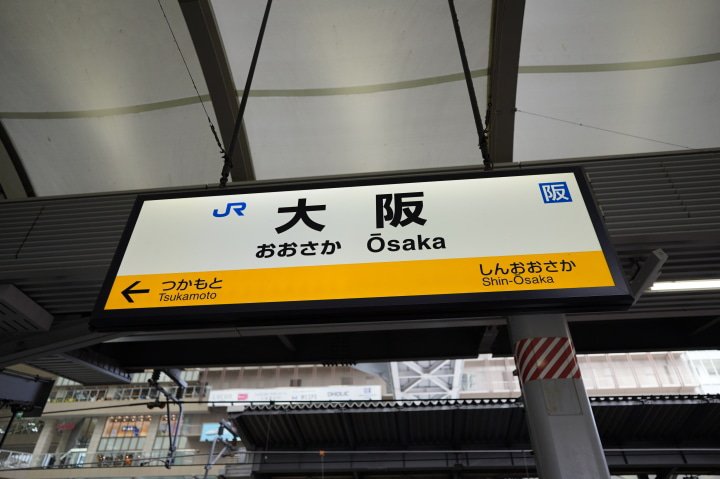 JR 大阪 阪
おおさか Ōsaka
← つかもと しんおおさか
Tsukamoto Shin-Ōsaka